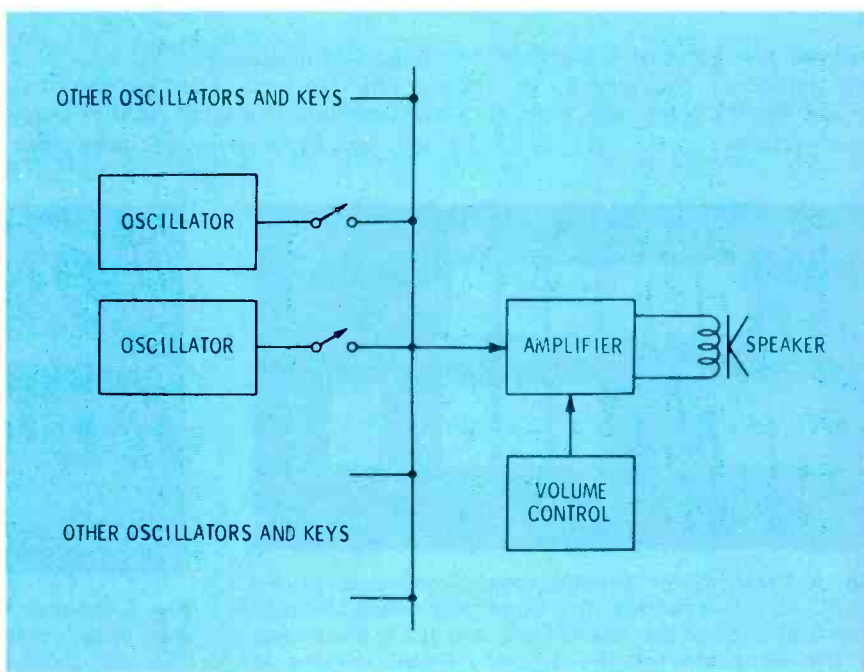 OTHER OSCILLATORS AND KEYS
OSCILLATOR
OSCILLATOR
AMPLIFIER
SPEAKER
VOLUME
CONTROL
OTHER OSCILLATORS AND KEYS